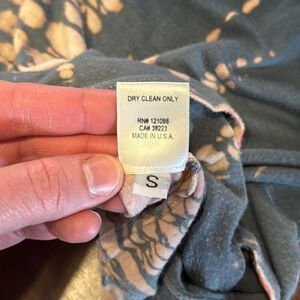 DRY CLEAN ONLY
RN# 121098
CA# 38223
MADE IN U.S.A.
S